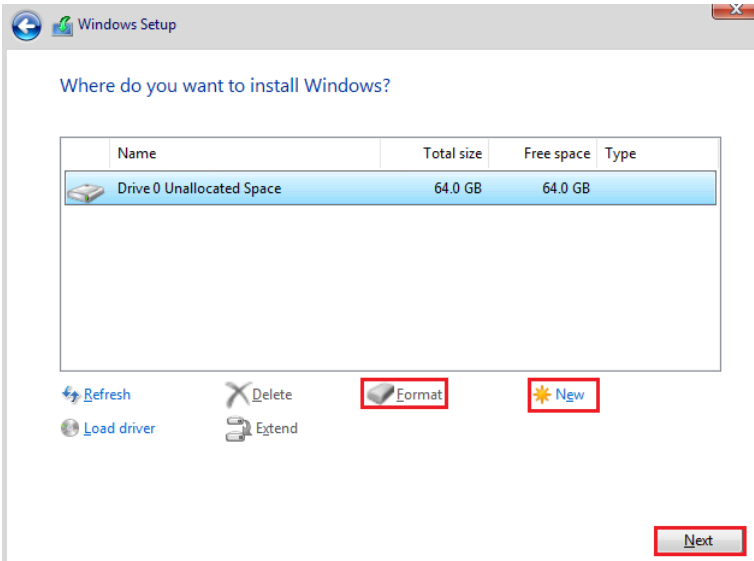 Windows Setup
Where do you want to install Windows?
Name Total size Free space Type
Drive 0 Unallocated Space 64.0 GB 64.0 GB
Refresh Delete Format New
Load driver Extend
Next